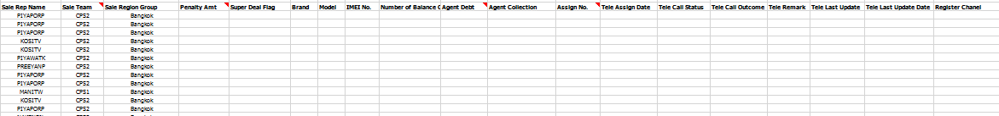 Sale Rep Name Sale Team Sale Region Group Penalty Amt Super Deal Flag Brand Model IMEI No. Number of Balance Agent Debt Agent Collection Assign No. Tele Assign Date Tele Call Status Tele Call Outcome Tele Remark Tele Last Update Tele Last Update Date Register Chanel
PIYAPORP CPS2 Bangkok
PIYAPORP CPS2 Bangkok
PIYAPORP CPS2 Bangkok
KOSITV CPS2 Bangkok
KOSITV CPS2 Bangkok
PIYAWATK CPS2 Bangkok
PREEYANP CPS2 Bangkok
PIYAPORP CPS2 Bangkok
PIYAPORP CPS2 Bangkok
MANITW CPS1 Bangkok
KOSITV CPS2 Bangkok
PIYAPORP CPS2 Bangkok